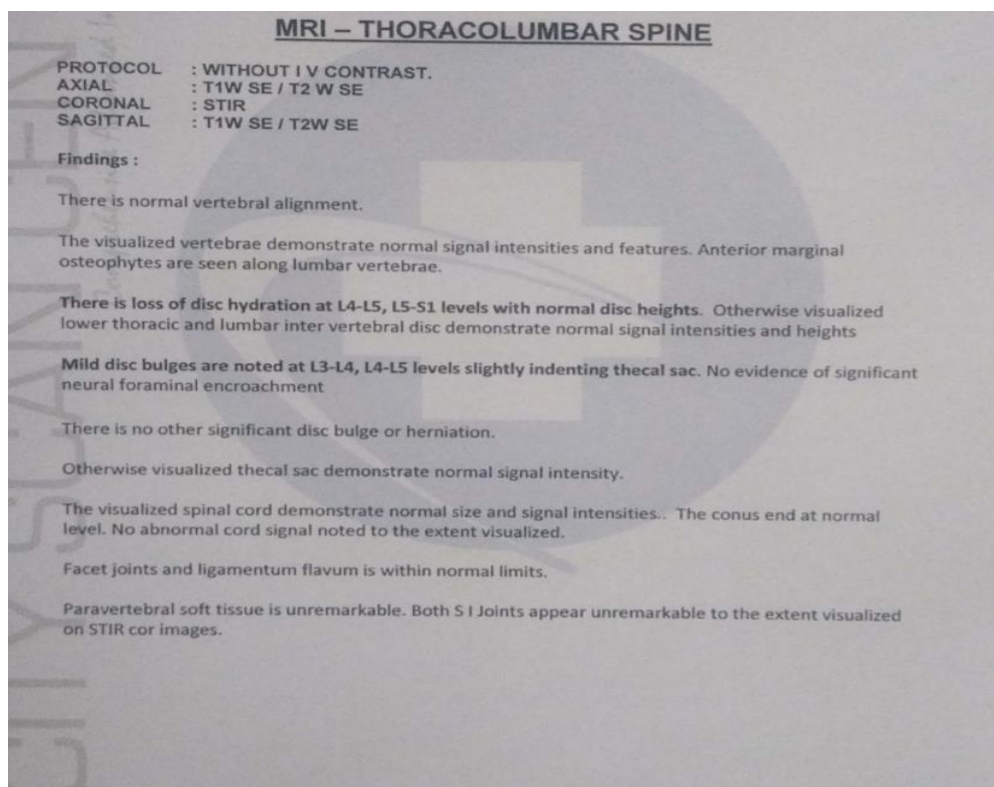 MRI – THORACOLUMBAR SPINE
PROTOCOL : WITHOUT I V CONTRAST.
AXIAL : T1W SE / T2 W SE
CORONAL : STIR
SAGITTAL : T1W SE / T2W SE
Findings :
There is normal vertebral alignment.
The visualized vertebrae demonstrate normal signal intensities and features. Anterior marginal
osteophytes are seen along lumbar vertebrae.
There is loss of disc hydration at L4-L5, L5-S1 levels with normal disc heights. Otherwise visualized
lower thoracic and lumbar inter vertebral disc demonstrate normal signal intensities and heights
Mild disc bulges are noted at L3-L4, L4-L5 levels slightly indenting thecal sac. No evidence of significant
neural foraminal encroachment
There is no other significant disc bulge or herniation.
Otherwise visualized thecal sac demonstrate normal signal intensity.
The visualized spinal cord demonstrate normal size and signal intensities.. The conus end at normal
level. No abnormal cord signal noted to the extent visualized.
Facet joints and ligamentum flavum is within normal limits.
Paravertebral soft tissue is unremarkable. Both S I Joints appear unremarkable to the extent visualized
on STIR cor images.
CITY SCAN CEN